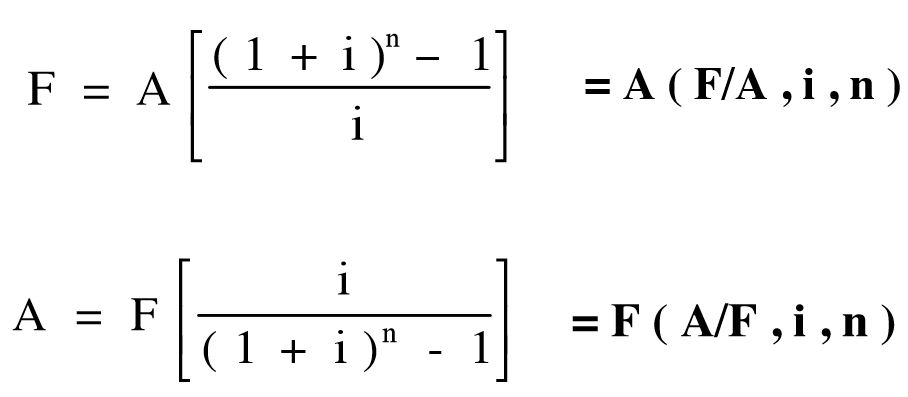 F = A [ ( 1 + i )ⁿ – 1 / i ] = A ( F/A , i , n )
A = F [ i / ( 1 + i )ⁿ - 1 ] = F ( A/F , i , n )